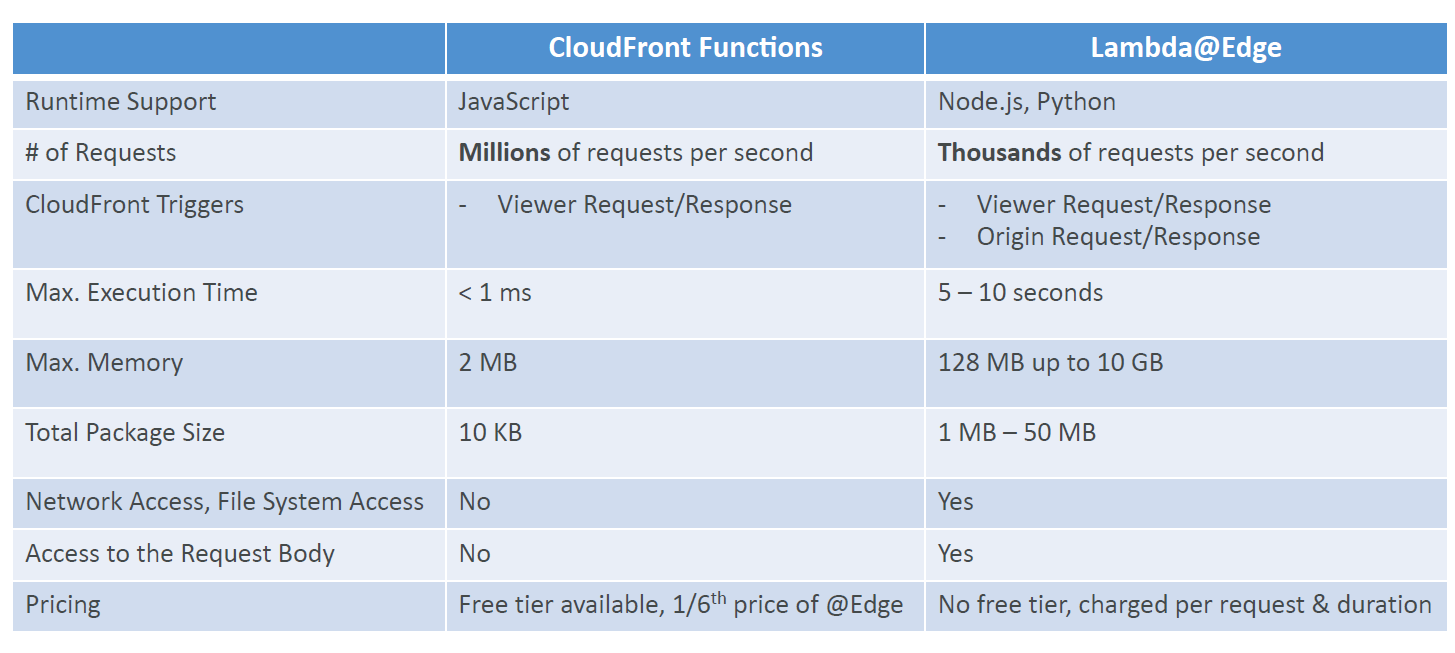 CloudFront Functions Lambda@Edge
Runtime Support JavaScript Node.js, Python
# of Requests Millions of requests per second Thousands of requests per second
CloudFront Triggers - Viewer Request/Response - Viewer Request/Response
- Origin Request/Response
Max. Execution Time < 1 ms 5 – 10 seconds
Max. Memory 2 MB 128 MB up to 10 GB
Total Package Size 10 KB 1 MB – 50 MB
Network Access, File System Access No Yes
Access to the Request Body No Yes
Pricing Free tier available, 1/6th price of @Edge No free tier, charged per request & duration